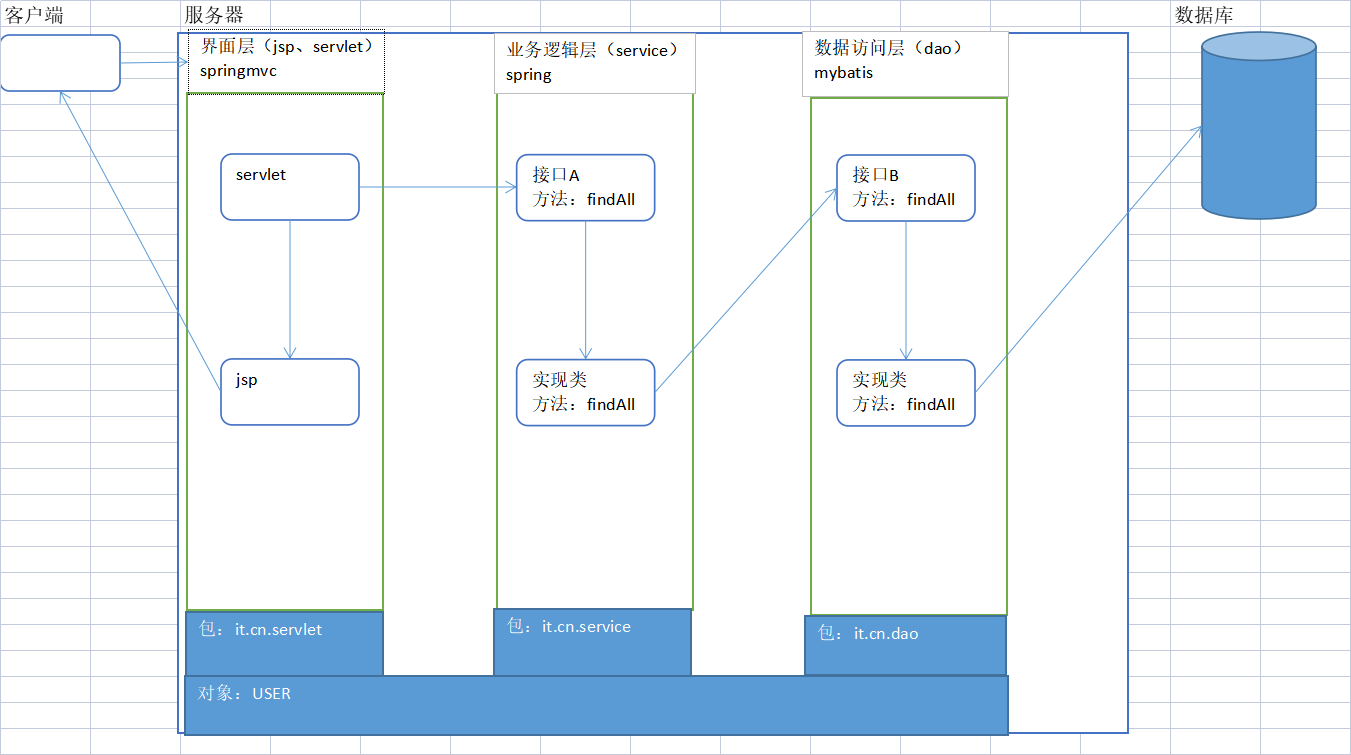 客户端
服务器
数据库
界面层（jsp、servlet）
springmvc
业务逻辑层（service）
spring
数据访问层（dao）
mybatis
servlet
接口A
方法：findAll
接口B
方法：findAll
jsp
实现类
方法：findAll
实现类
方法：findAll
包：it.cn.servlet
包：it.cn.service
包：it.cn.dao
对象：USER